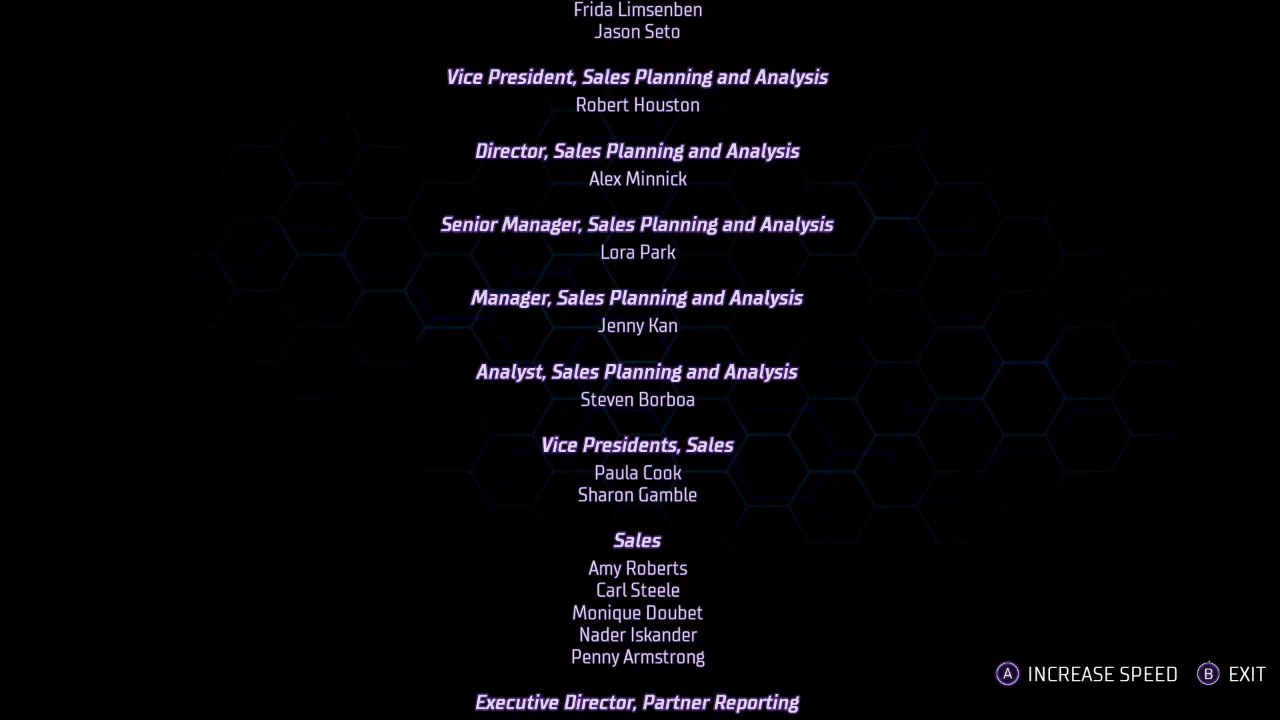 Frida Limsenben
Jason Seto
Vice President, Sales Planning and Analysis
Robert Houston
Director, Sales Planning and Analysis
Alex Minnick
Senior Manager, Sales Planning and Analysis
Lora Park
Manager, Sales Planning and Analysis
Jenny Kan
Analyst, Sales Planning and Analysis
Steven Borboa
Vice Presidents, Sales
Paula Cook
Sharon Gamble
Sales
Amy Roberts
Carl Steele
Monique Doubet
Nader Iskander
Penny Armstrong
A INCREASE SPEED B EXIT
Executive Director, Partner Reporting